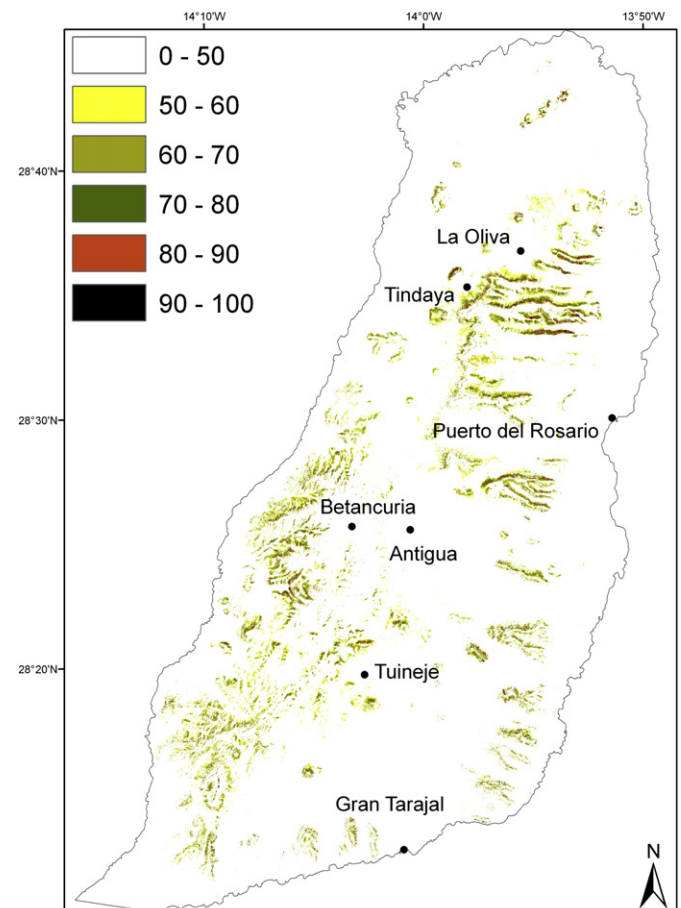 14°10'W 14°0'W 13°50'W
0 - 50
50 - 60
60 - 70
70 - 80
80 - 90
90 - 100
28°40'N
La Oliva
Tindaya
28°30'N
Puerto del Rosario
Betancuria
Antigua
28°20'N
Tuineje
Gran Tarajal
N